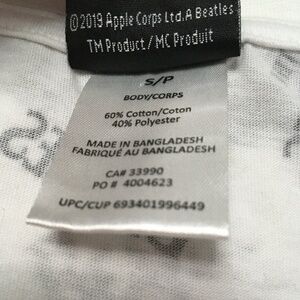 ©2019 Apple Corps Ltd. A Beatles
TM Product / MC Produit
S/P
BODY/CORPS
60% Cotton/Coton
40% Polyester
MADE IN BANGLADESH
FABRIQUÉ AU BANGLADESH
CA# 33990
PO # 4004623
UPC/CUP 693401996449